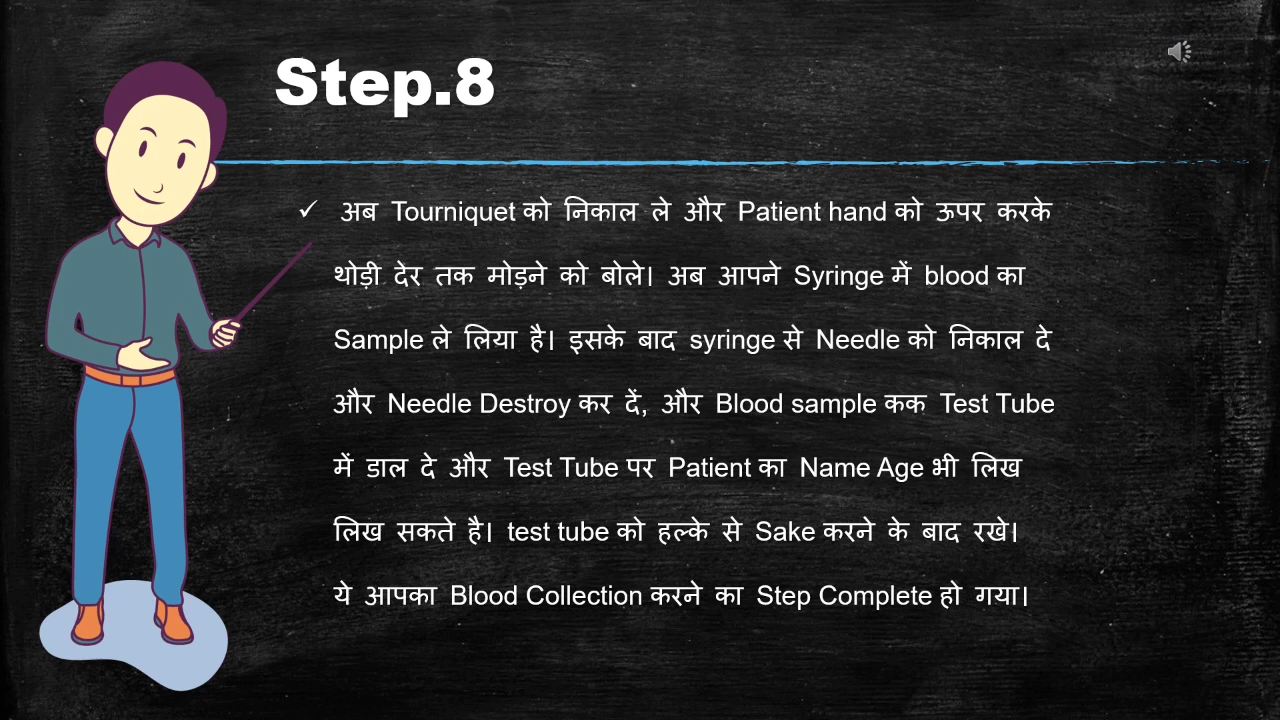 Step.8
✓ अब Tourniquet को निकाल ले और Patient hand को ऊपर करके
थोड़ी देर तक मोड़ने को बोले। अब आपने Syringe में blood का
Sample ले लिया है। इसके बाद syringe से Needle को निकाल दे
और Needle Destroy कर दें, और Blood sample कक Test Tube
में डाल दे और Test Tube पर Patient का Name Age भी लिख
लिख सकते है। test tube को हल्के से Sake करने के बाद रखे।
ये आपका Blood Collection करने का Step Complete हो गया।